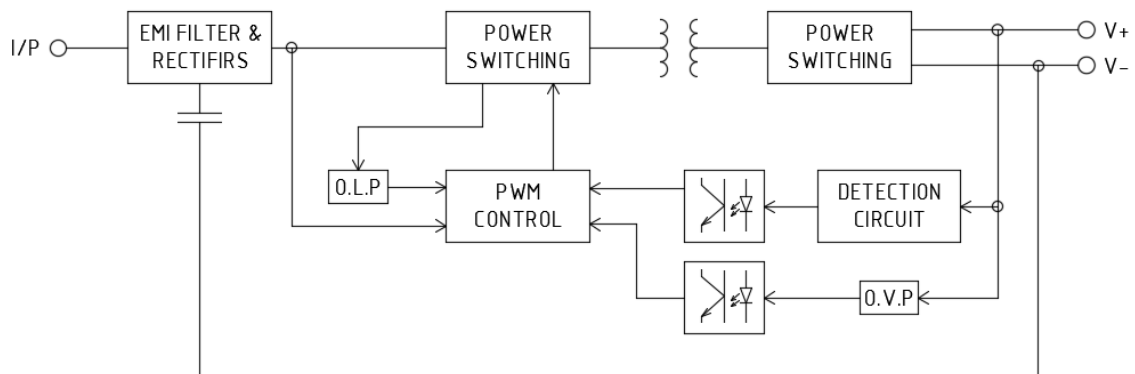 I/P
EMI FILTER &
RECTIFIRS
POWER
SWITCHING
POWER
SWITCHING
V+
V-
O.L.P
PWM
CONTROL
DETECTION
CIRCUIT
O.V.P